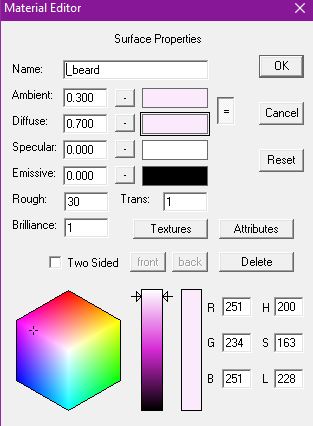 Material Editor
Surface Properties
Name: l_beard OK
Ambient: 0.300 -
Diffuse: 0.700 - = Cancel
Specular: 0.000 -
Emissive: 0.000 - Reset
Rough: 30 Trans: 1
Brilliance: 1 Textures Attributes
Two Sided front back Delete
R 251 H 200
G 234 S 163
B 251 L 228